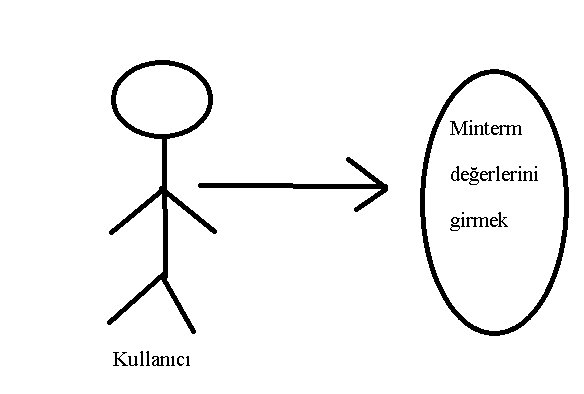 Minterm
değerlerini
girmek
Kullanıcı